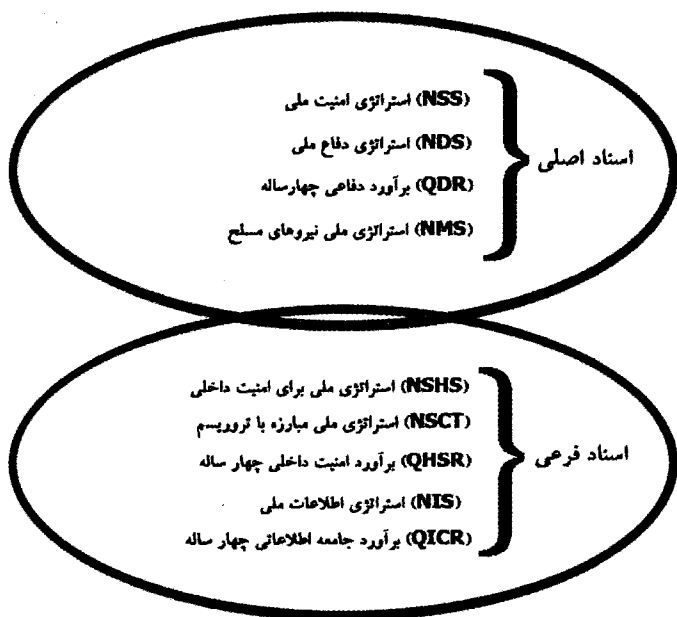 اسناد اصلی
(NSS) استراتژی امنیت ملی
(NDS) استراتژی دفاع ملی
(QDR) برآورد دفاعی چهارساله
(NMS) استراتژی ملی نیروهای مسلح
اسناد فرعی
(NSHS) استراتژی ملی برای امنیت داخلی
(NSCT) استراتژی ملی مبارزه با تروریسم
(QHSR) برآورد امنیت داخلی چهار ساله
(NIS) استراتژی اطلاعات ملی
(QICR) برآورد جامعه اطلاعاتی چهار ساله